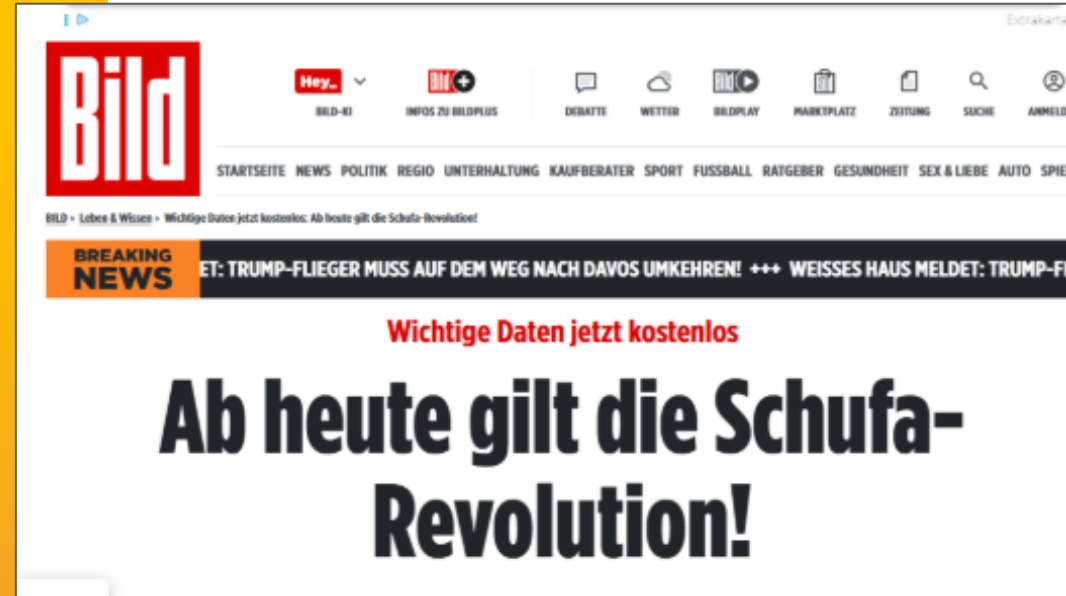 Extrakarte
Bild
Hey_
BILD
BILD-KI INFOS ZU BILDPLUS DEBATTE WETTER BILDPLAY MARKTPLATZ ZEITUNG SUCHE ANMELD
STARTSEITE NEWS POLITIK REGIO UNTERHALTUNG KAUFBERATER SPORT FUSSBALL RATGEBER GESUNDHEIT SEX & LIEBE AUTO SPIE
BILD > Leben & Wissen > Wichtige Daten jetzt kostenlos: Ab heute gilt die Schufa-Revolution!
BREAKING
NEWS
ET: TRUMP-FLIEGER MUSS AUF DEM WEG NACH DAVOS UMKEHREN! +++ WEISSES HAUS MELDET: TRUMP-F
Wichtige Daten jetzt kostenlos
Ab heute gilt die Schufa-
Revolution!